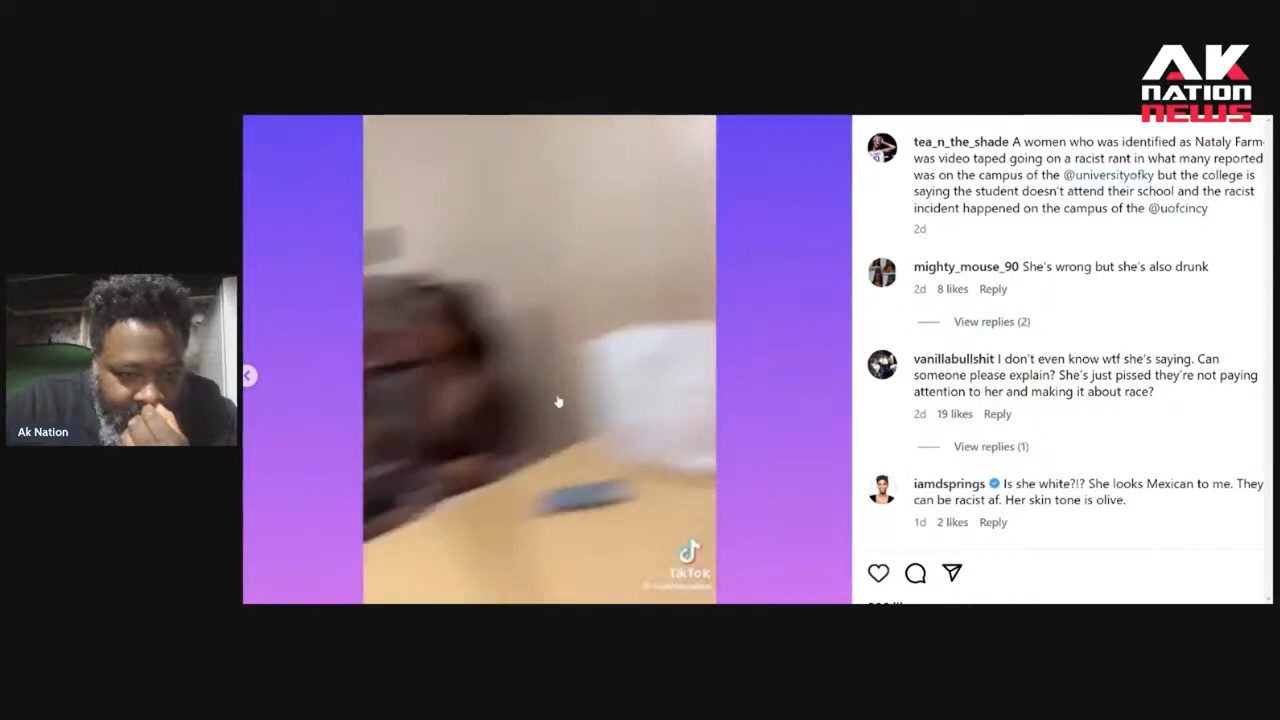 AK
NATION
NEWS
tea_n_the_shade A women who was identified as Nataly Farm
was video taped going on a racist rant in what many reported
was on the campus of the @universityofky but the college is
saying the student doesn't attend their school and the racist
incident happened on the campus of the @uofcincy
2d
mighty_mouse_90 She's wrong but she's also drunk
2d 8 likes Reply
View replies (2)
vanillabullshit I don't even know wtf she's saying. Can
someone please explain? She's just pissed they're not paying
attention to her and making it about race?
2d 19 likes Reply
View replies (1)
iamdsprings Is she white?!? She looks Mexican to me. They
can be racist af. Her skin tone is olive.
1d 2 likes Reply
Ak Nation
TikTok